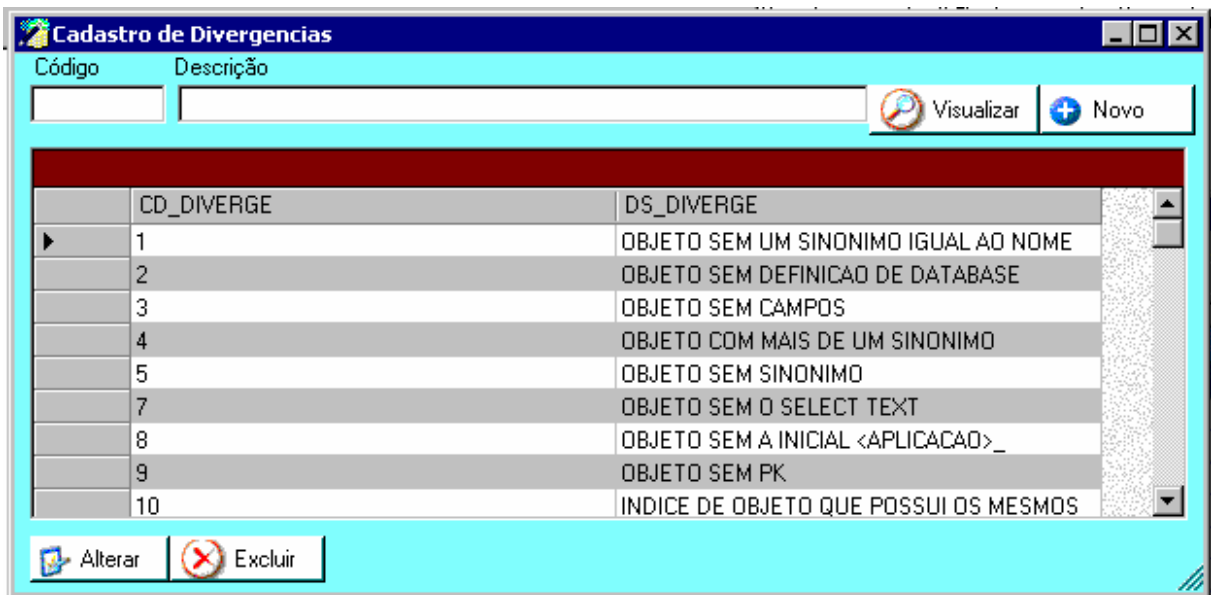 Cadastro de Divergencias
Código Descrição
Visualizar Novo
CD_DIVERGE DS_DIVERGE
1 OBJETO SEM UM SINONIMO IGUAL AO NOME
2 OBJETO SEM DEFINICAO DE DATABASE
3 OBJETO SEM CAMPOS
4 OBJETO COM MAIS DE UM SINONIMO
5 OBJETO SEM SINONIMO
7 OBJETO SEM O SELECT TEXT
8 OBJETO SEM A INICIAL <APLICACAO>_
9 OBJETO SEM PK
10 INDICE DE OBJETO QUE POSSUI OS MESMOS
Alterar Excluir